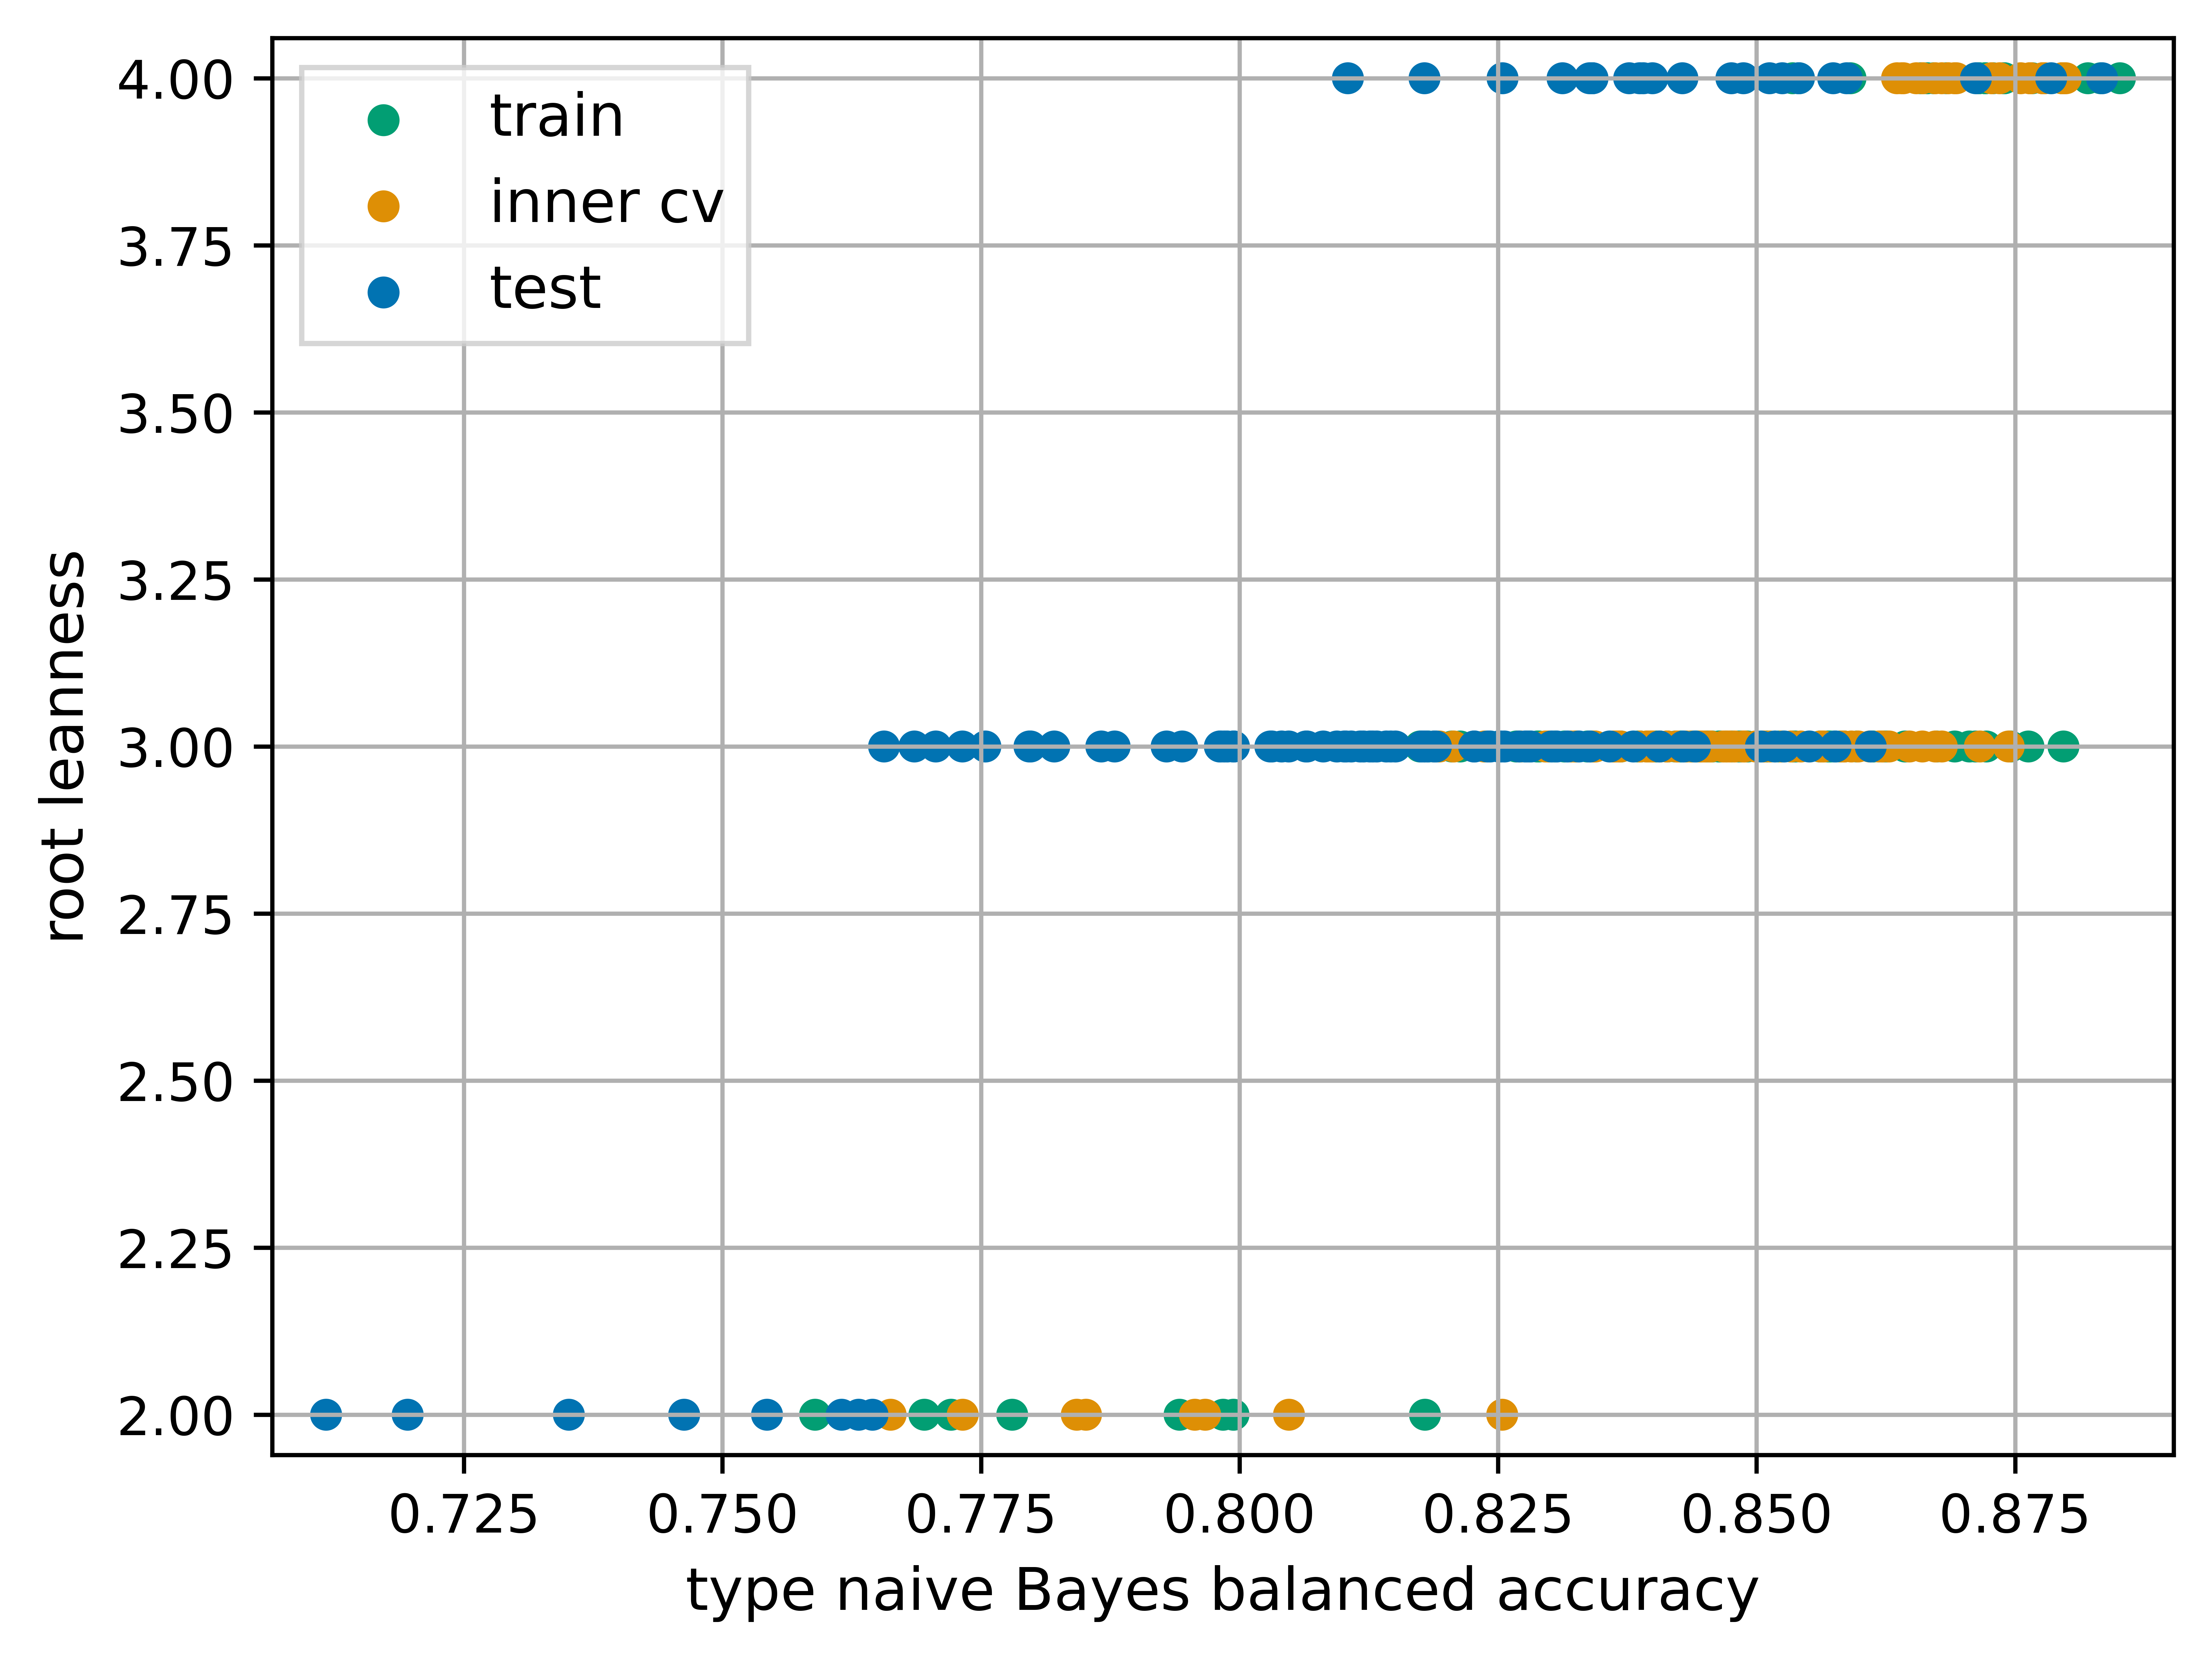 4.00
3.75
3.50
3.25
3.00
2.75
2.50
2.25
2.00
root leanness
train
inner cv
test
0.725 0.750 0.775 0.800 0.825 0.850 0.875
type naive Bayes balanced accuracy